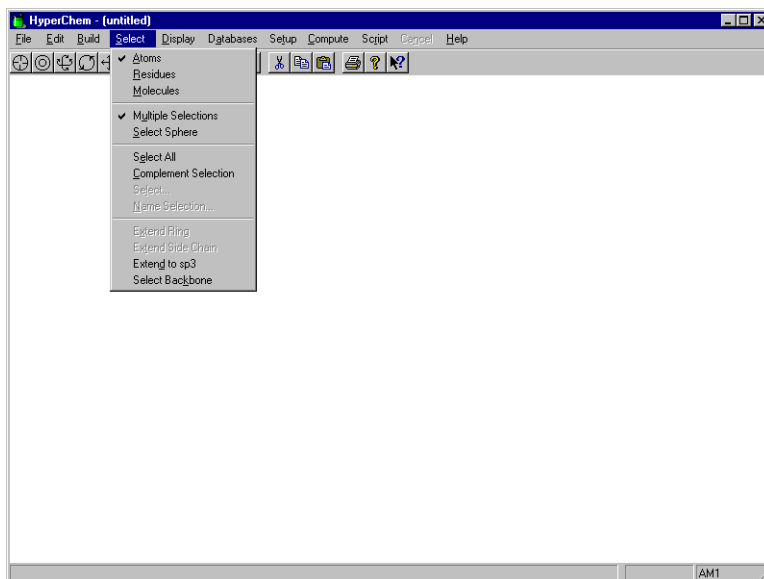 HyperChem - (untitled)
File Edit Build Select Display Databases Setup Compute Script Cancel Help
Atoms
Residues
Molecules
Multiple Selections
Select Sphere
Select All
Complement Selection
Select...
Name Selection...
Extend Ring
Extend Side Chain
Extend to sp3
Select Backbone
AM1